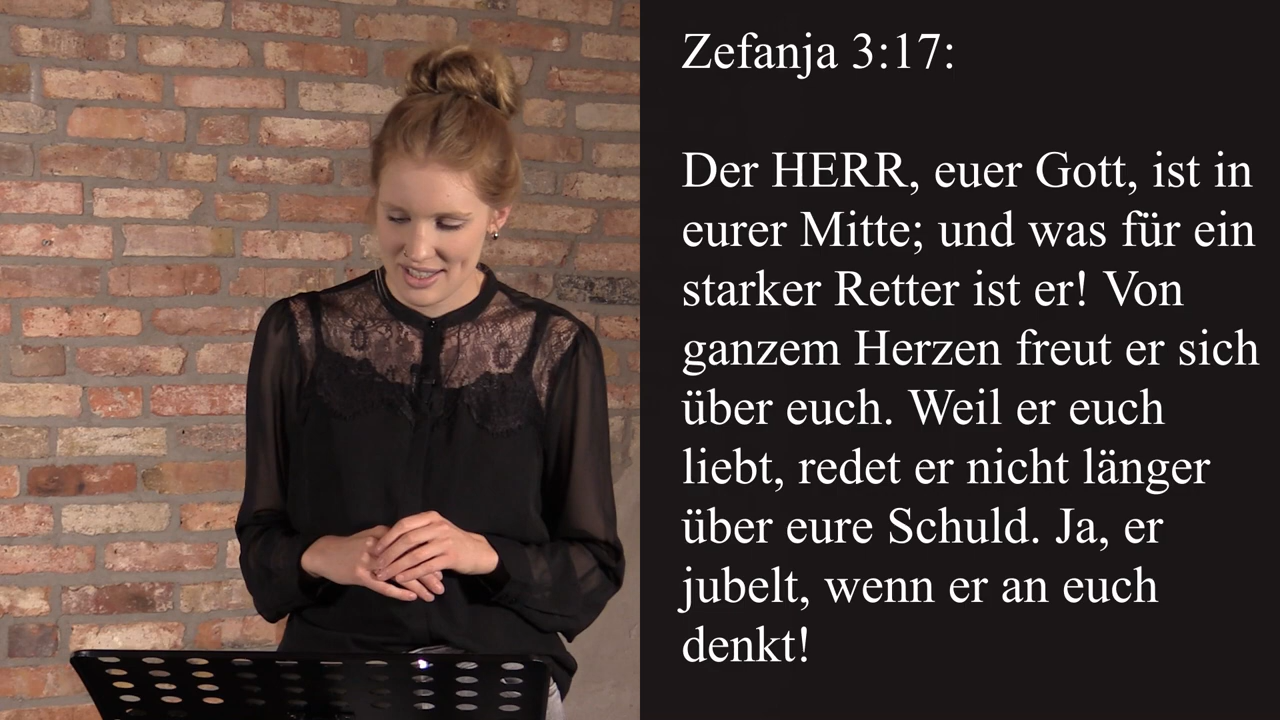 Zefanja 3:17:
Der HERR, euer Gott, ist in
eurer Mitte; und was für ein
starker Retter ist er! Von
ganzem Herzen freut er sich
über euch. Weil er euch
liebt, redet er nicht länger
über eure Schuld. Ja, er
jubelt, wenn er an euch
denkt!